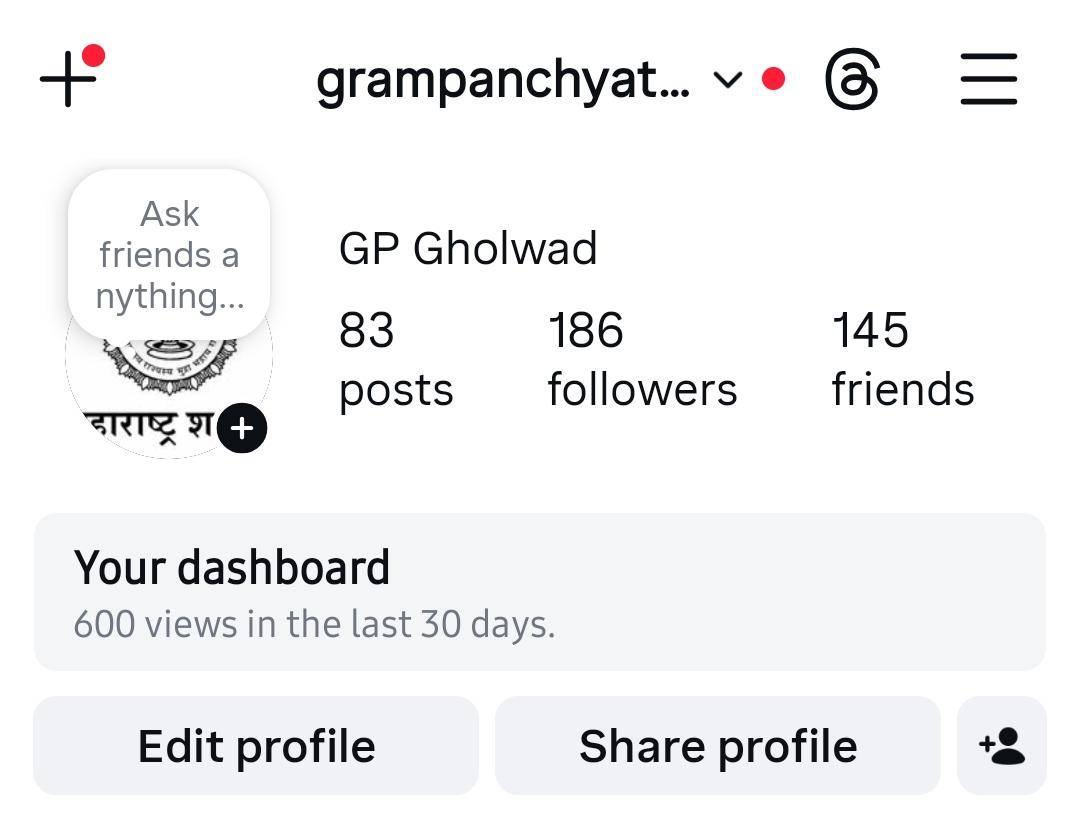 grampanchyat...
Ask
friends a
nything...
GP Gholwad
83
posts
186
followers
145
friends
हाराष्ट्र श
Your dashboard
600 views in the last 30 days.
Edit profile
Share profile